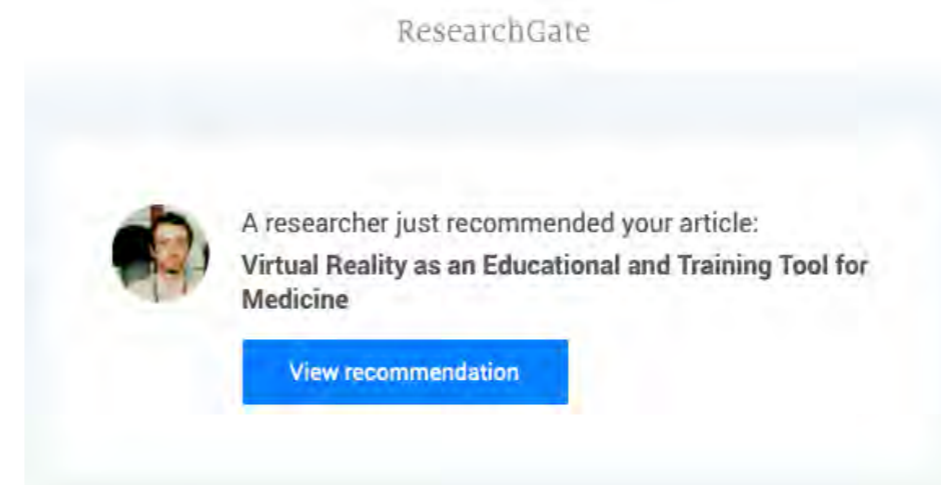 ResearchGate
A researcher just recommended your article:
Virtual Reality as an Educational and Training Tool for
Medicine
View recommendation